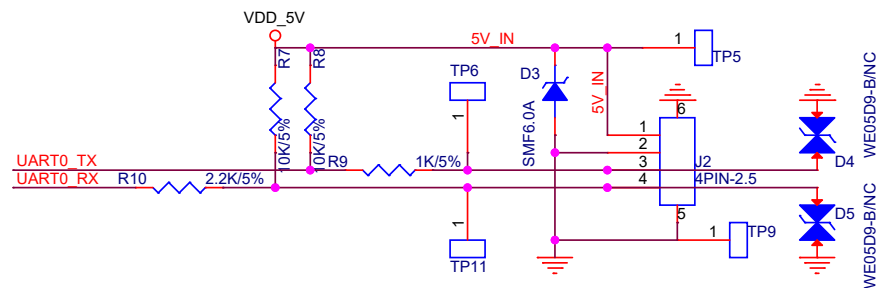 VDD_5V
5V_IN
1
TP5
R7
R8
10K/5%
10K/5%
TP6
1
D3
SMF6.0A
5V_IN
6
1
2
3
4
5
J2
4PIN-2.5
WE05D9-B/NC
D4
UART0_TX
R9
1K/5%
UART0_RX
R10
2.2K/5%
1
TP11
1
TP9
D5
WE05D9-B/NC